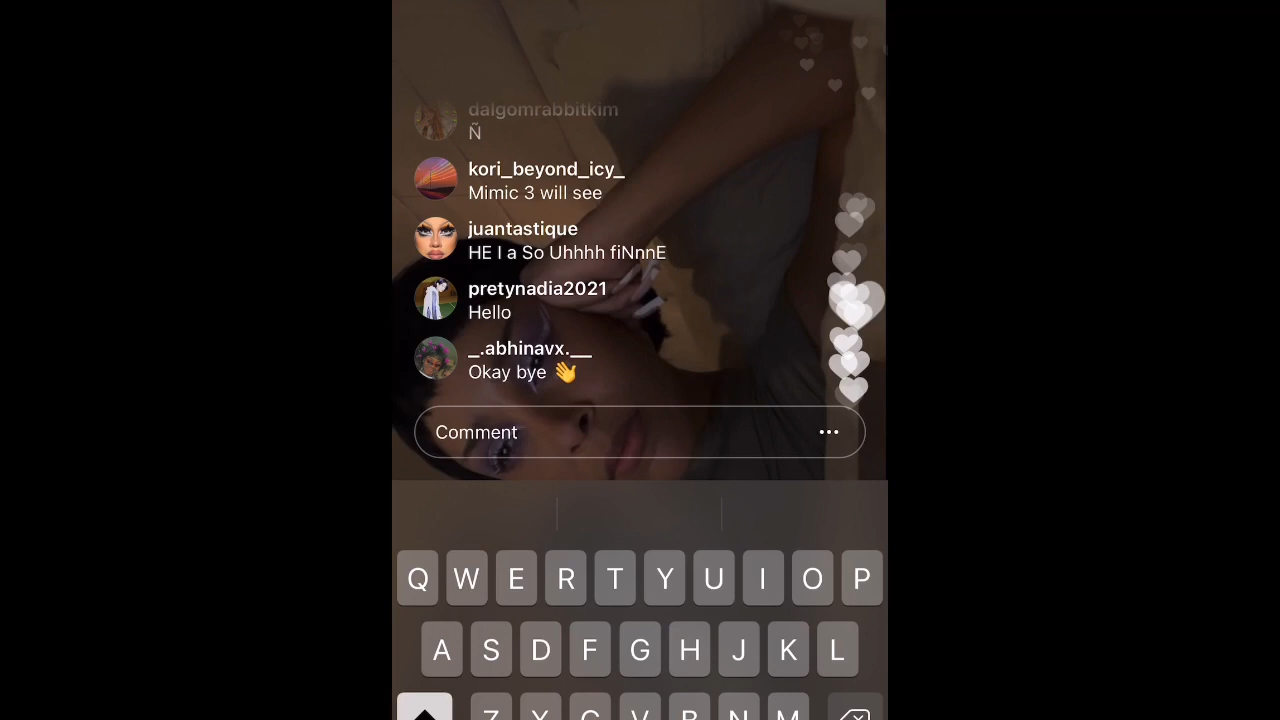 dalgomrabbitkim
Ñ
kori_beyond_icy_
Mimic 3 will see
juantastique
HE I a So Uhhhh fiNnnE
pretynadia2021
Hello
_.abhinavx.__
Okay bye 👋
Comment
Q W E R T Y U I O P
A S D F G H J K L
Z X C V B N M